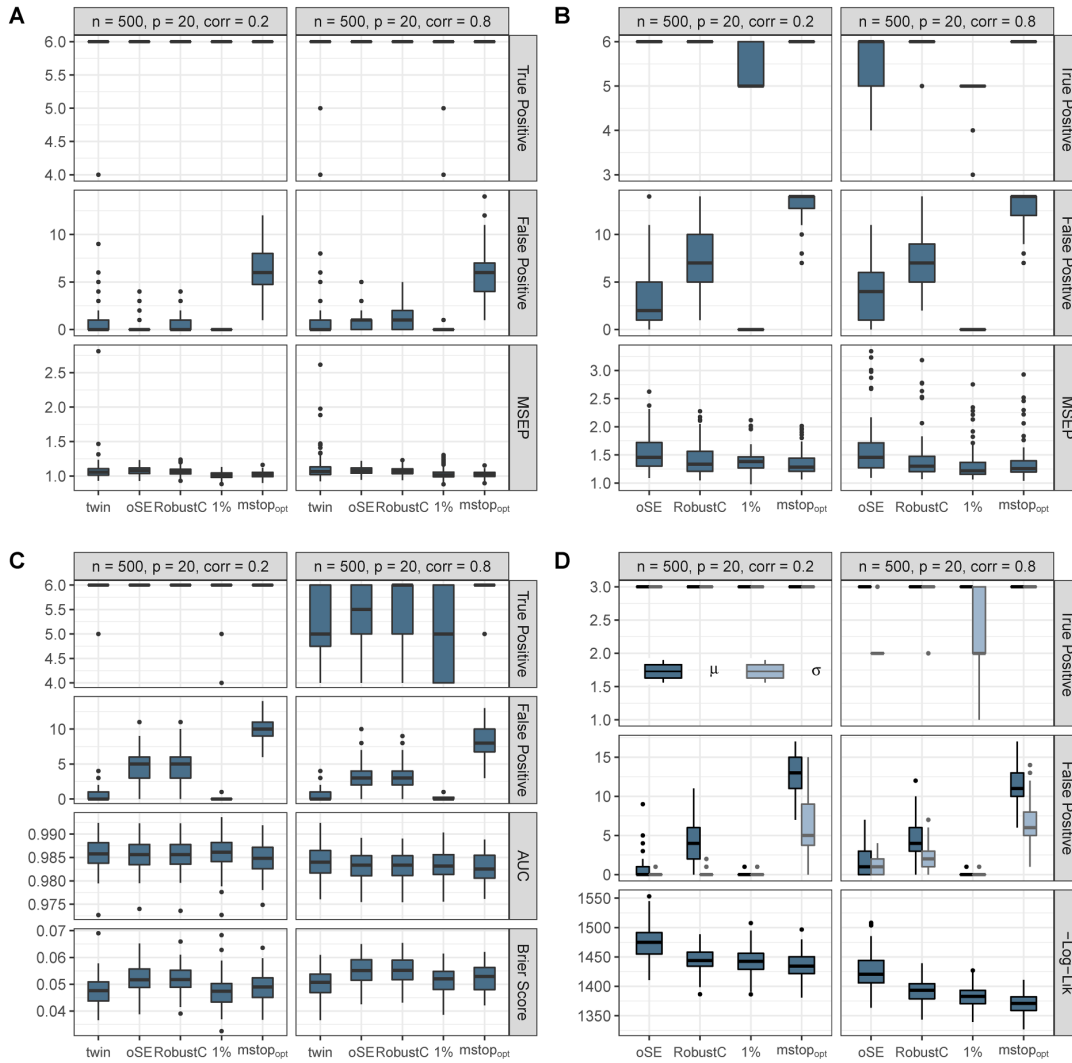 A
n = 500, p = 20, corr = 0.2
n = 500, p = 20, corr = 0.8
6.0
5.5
5.0
4.5
4.0
True Positive
10
5
0
False Positive
2.5
2.0
1.5
1.0
MSEP
twin oSE RobustC 1% mstopopt
twin oSE RobustC 1% mstopopt
B
n = 500, p = 20, corr = 0.2
n = 500, p = 20, corr = 0.8
6
5
4
3
True Positive
10
5
0
False Positive
3.0
2.5
2.0
1.5
1.0
MSEP
oSE RobustC 1% mstopopt
oSE RobustC 1% mstopopt
C
n = 500, p = 20, corr = 0.2
n = 500, p = 20, corr = 0.8
6.0
5.5
5.0
4.5
4.0
True Positive
10
5
0
False Positive
0.990
0.985
0.980
0.975
AUC
0.07
0.06
0.05
0.04
Brier Score
twin oSE RobustC 1% mstopopt
twin oSE RobustC 1% mstopopt
D
n = 500, p = 20, corr = 0.2
n = 500, p = 20, corr = 0.8
3.0
2.5
2.0
1.5
1.0
μ σ
True Positive
15
10
5
0
False Positive
1550
1500
1450
1400
1350
-Log-Lik
oSE RobustC 1% mstopopt
oSE RobustC 1% mstopopt